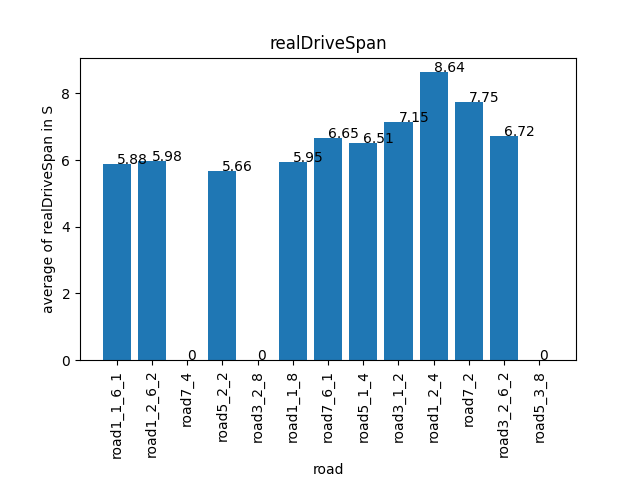 realDriveSpan
average of realDriveSpan in S
8
6
4
2
0
5.88
5.98
0
5.66
0
5.95
6.65
6.51
7.15
8.64
7.75
6.72
0
road1_1_6_1
road1_2_6_2
road7_4
road5_2_2
road3_2_8
road1_1_8
road7_6_1
road5_1_4
road3_1_2
road1_2_4
road7_2
road3_2_6_2
road5_3_8
road